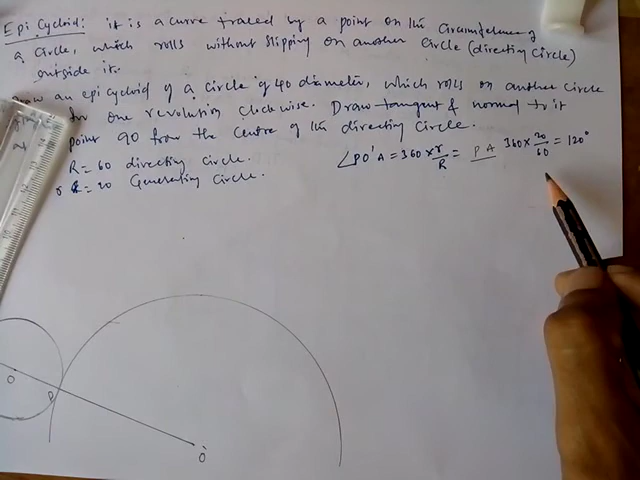 Epi Cycloid: it is a curve traced by a point on the Circumference of
a Circle, which rolls without slipping on another Circle (directing Circle)
outside it.
an epicycloid of a circle of 40 diameter, which rolls on another Circle
for one revolution clockwise. Draw tangent & normal to it
point 90 from the centre of the directing Circle.
R = 60 directing circle.
r = 20 Generating Circle.
∠PO'A = 360 × r/R = PA 360 × 20/60 = 120°
O
P
O'